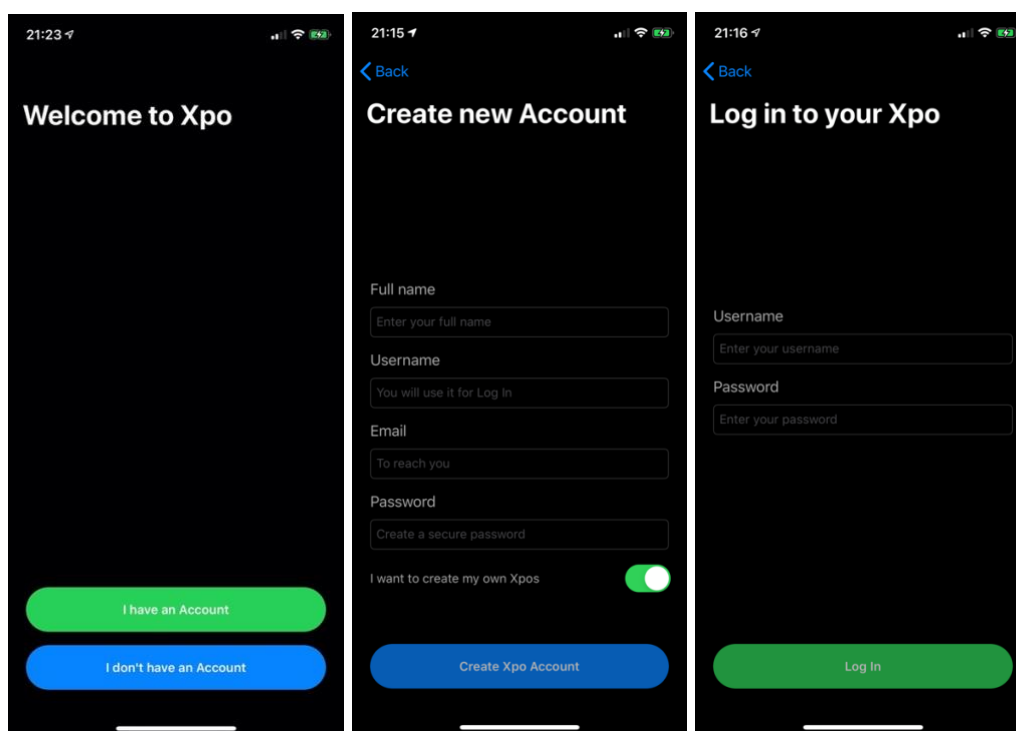 21:23
Welcome to Xpo
I have an Account
I don't have an Account
21:15
Back
Create new Account
Full name
Enter your full name
Username
You will use it for Log In
Email
To reach you
Password
Create a secure password
I want to create my own Xpos
Create Xpo Account
21:16
Back
Log in to your Xpo
Username
Enter your username
Password
Enter your password
Log In